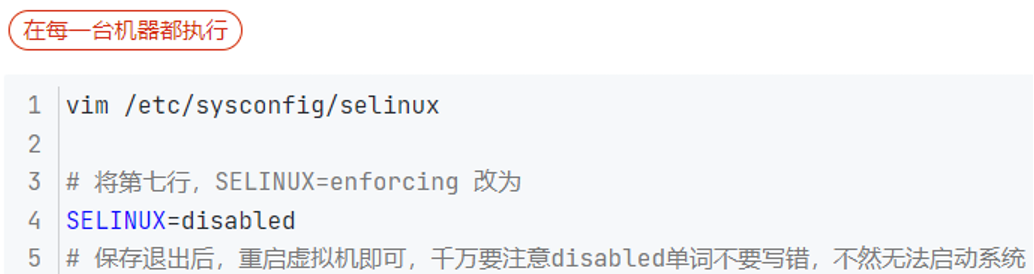 在每一台机器都执行
1 vim /etc/sysconfig/selinux
2
3 # 将第七行，SELINUX=enforcing 改为
4 SELINUX=disabled
5 # 保存退出后，重启虚拟机即可，千万要注意disabled单词不要写错，不然无法启动系统